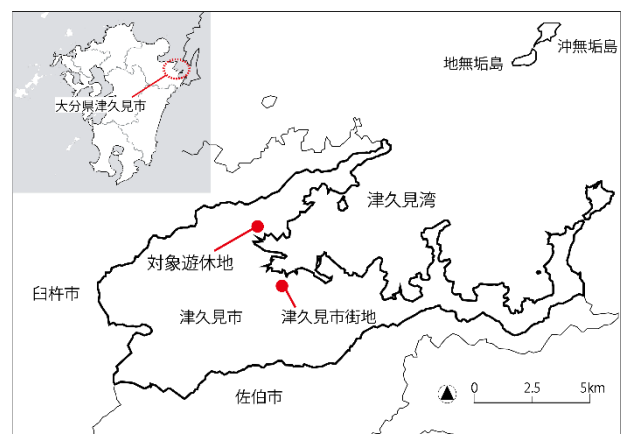 沖無垢島
地無垢島
大分県津久見市
津久見湾
対象遊休地
臼杵市
津久見市
津久見市街地
佐伯市
0 2.5 5km